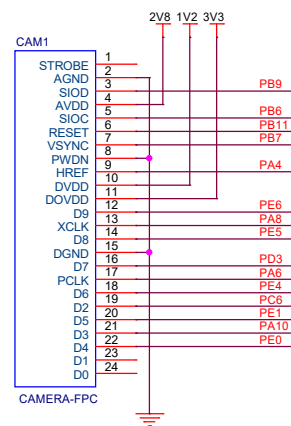 2V8 1V2 3V3
CAM1
STROBE 1
AGND 2
SIOD 3 PB9
AVDD 4
SIOC 5 PB6
RESET 6 PB11
VSYNC 7 PB7
PWDN 8
HREF 9 PA4
DVDD 10
DOVDD 11
D9 12 PE6
XCLK 13 PA8
D8 14 PE5
DGND 15
D7 16 PD3
PCLK 17 PA6
D6 18 PE4
D2 19 PC6
D5 20 PE1
D3 21 PA10
D4 22 PE0
D1 23
D0 24
CAMERA-FPC